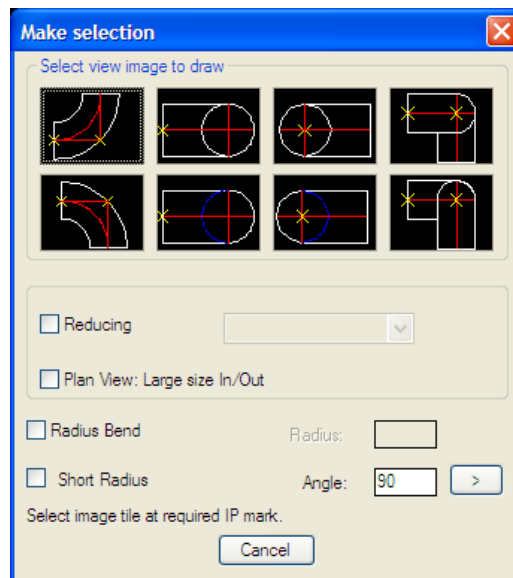 Make selection
Select view image to draw
Reducing
Plan View: Large size In/Out
Radius Bend
Radius:
Short Radius
Angle: 90 >
Select image tile at required IP mark.
Cancel